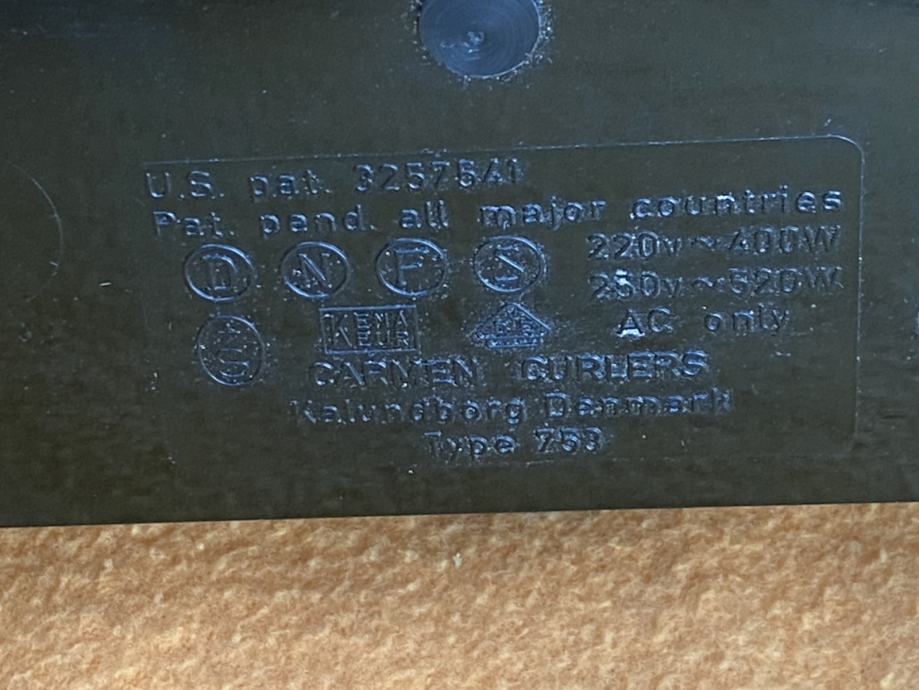 U.S. pat. 3257541
Pat. pend. all major countries
D N F S 220v~400W
250v~520W
KEMA
KEUR
AC only
CARMEN CURLERS
Kalundborg Denmark
Type 753